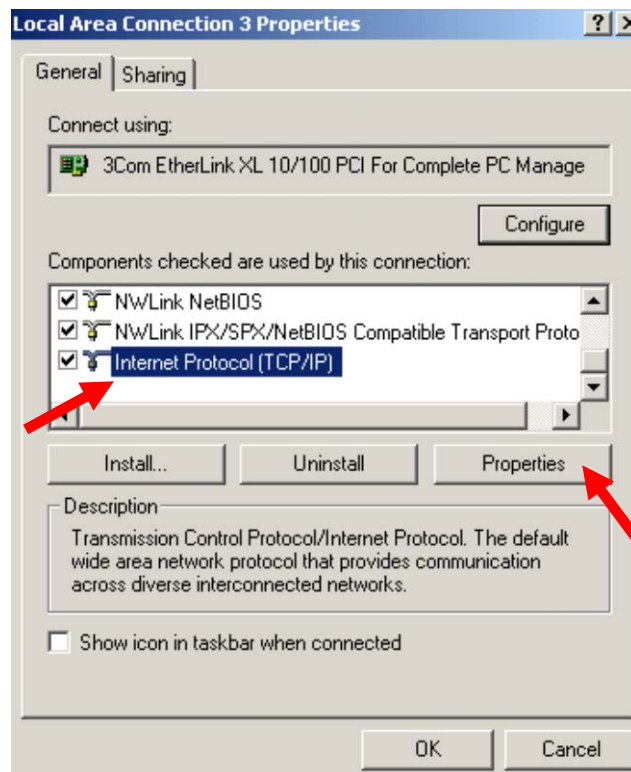 Local Area Connection 3 Properties
General Sharing
Connect using:
3Com EtherLink XL 10/100 PCI For Complete PC Manage
Configure
Components checked are used by this connection:
NWLink NetBIOS
NWLink IPX/SPX/NetBIOS Compatible Transport Proto
Internet Protocol (TCP/IP)
Install... Uninstall Properties
Description
Transmission Control Protocol/Internet Protocol. The default
wide area network protocol that provides communication
across diverse interconnected networks.
Show icon in taskbar when connected
OK Cancel